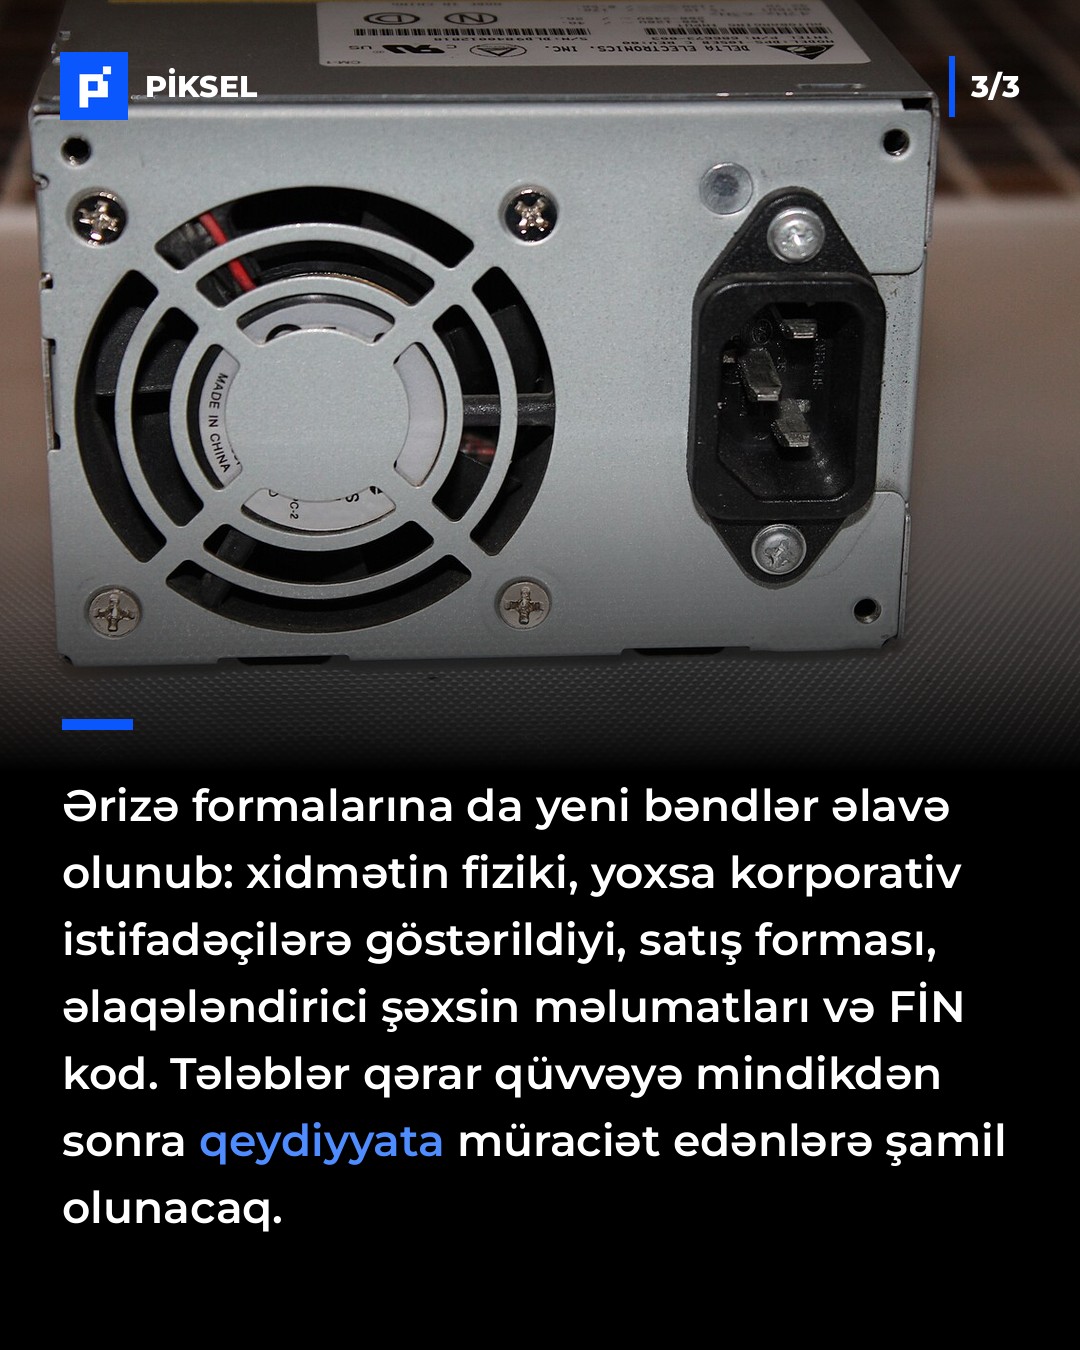 PİKSEL
3/3
DELTA ELECTRONICS, INC.
MADE IN CHINA
Ərizə formalarına da yeni bəndlər əlavə
olunub: xidmətin fiziki, yoxsa korporativ
istifadəçilərə göstərildiyi, satış forması,
əlaqələndirici şəxsin məlumatları və FİN
kod. Tələblər qərar qüvvəyə mindikdən
sonra qeydiyyata müraciət edənlərə şamil
olunacaq.